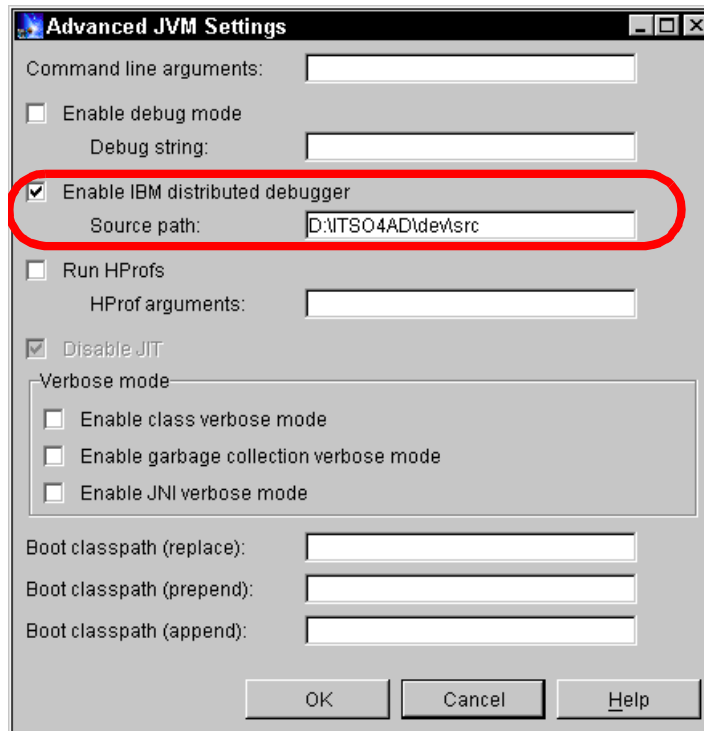 Advanced JVM Settings
Command line arguments:
Enable debug mode
Debug string:
Enable IBM distributed debugger
Source path: D:\ITSO4AD\dev\src
Run HProfs
HProf arguments:
Disable JIT
Verbose mode
Enable class verbose mode
Enable garbage collection verbose mode
Enable JNI verbose mode
Boot classpath (replace):
Boot classpath (prepend):
Boot classpath (append):
OK Cancel Help